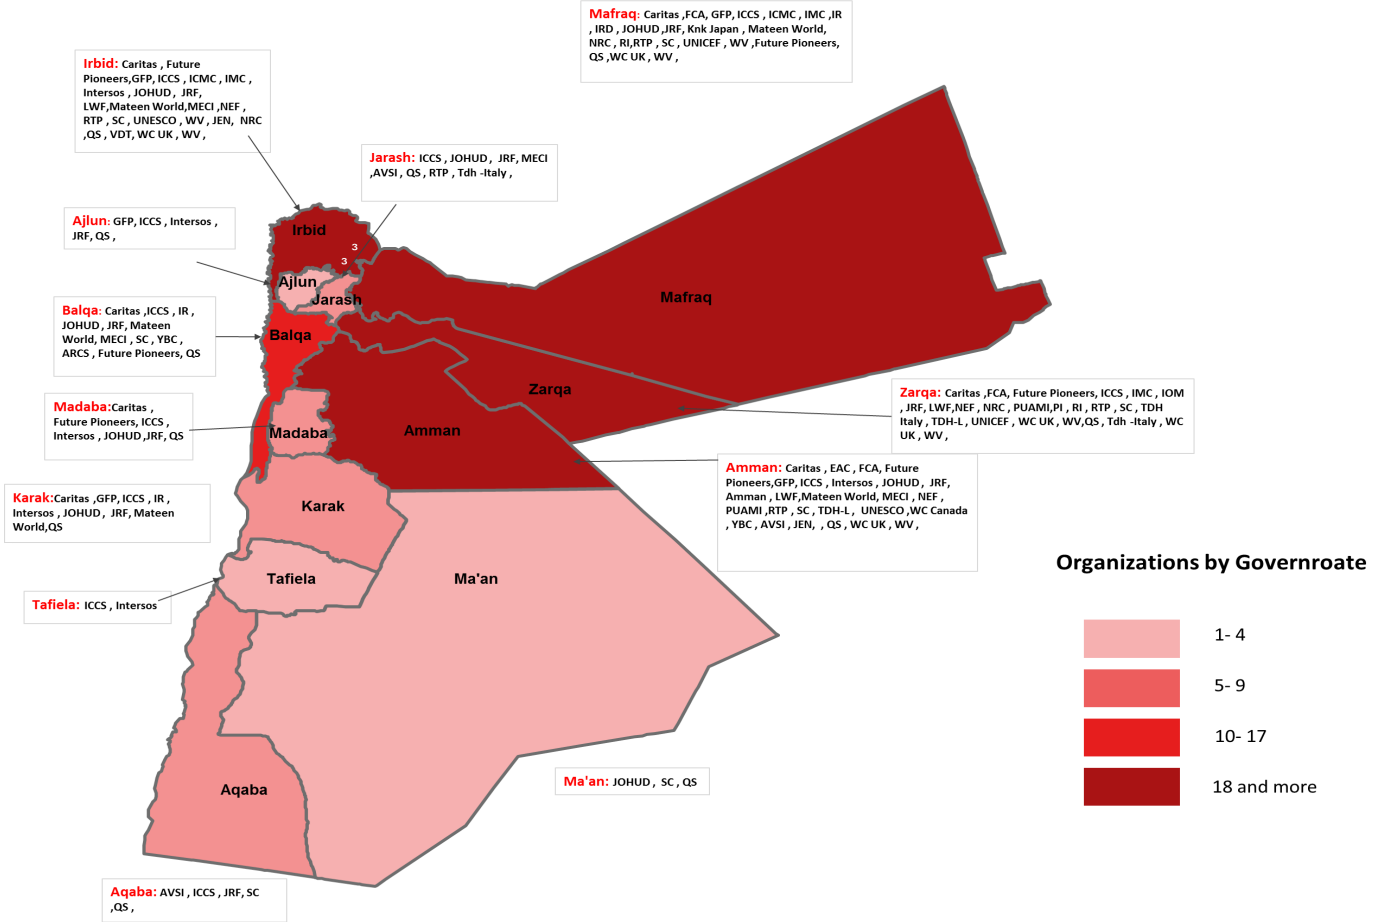 Mafraq: Caritas ,FCA, GFP, ICCS , ICMC , IMC ,IR
, IRD , JOHUD ,JRF, Knk Japan , Mateen World,
NRC , RI,RTP , SC , UNICEF , WV ,Future Pioneers,
QS ,WC UK , WV ,
Irbid: Caritas , Future
Pioneers,GFP, ICCS , ICMC , IMC ,
Intersos , JOHUD , JRF,
LWF,Mateen World,MECI ,NEF ,
RTP , SC , UNESCO , WV , JEN, NRC
,QS , VDT, WC UK , WV ,
Jarash: ICCS , JOHUD , JRF, MECI
,AVSI , QS , RTP , Tdh -Italy ,
Ajlun: GFP, ICCS , Intersos ,
JRF, QS ,
Irbid
3
3
Ajlun
Jarash
Mafraq
Balqa: Caritas ,ICCS , IR ,
JOHUD , JRF, Mateen
World, MECI , SC , YBC ,
ARCS , Future Pioneers, QS
Balqa
Zarqa
Zarqa: Caritas ,FCA, Future Pioneers, ICCS , IMC , IOM
, JRF, LWF,NEF , NRC , PUAMI,PI , RI , RTP , SC , TDH
Italy , TDH-L , UNICEF , WC UK , WV,QS , Tdh -Italy , WC
UK , WV ,
Madaba:Caritas ,
Future Pioneers, ICCS ,
Intersos , JOHUD ,JRF, QS
Madaba
Amman
Amman: Caritas , EAC , FCA, Future
Pioneers,GFP, ICCS , Intersos , JOHUD , JRF,
Amman , LWF,Mateen World, MECI , NEF ,
PUAMI ,RTP , SC , TDH-L , UNESCO ,WC Canada
, YBC , AVSI , JEN, , QS , WC UK , WV ,
Karak:Caritas ,GFP, ICCS , IR ,
Intersos , JOHUD , JRF, Mateen
World,QS
Karak
Tafiela
Ma'an
Tafiela: ICCS , Intersos
Organizations by Governroate
1- 4
5- 9
10- 17
18 and more
Ma'an: JOHUD , SC , QS
Aqaba
Aqaba: AVSI , ICCS , JRF, SC
,QS ,